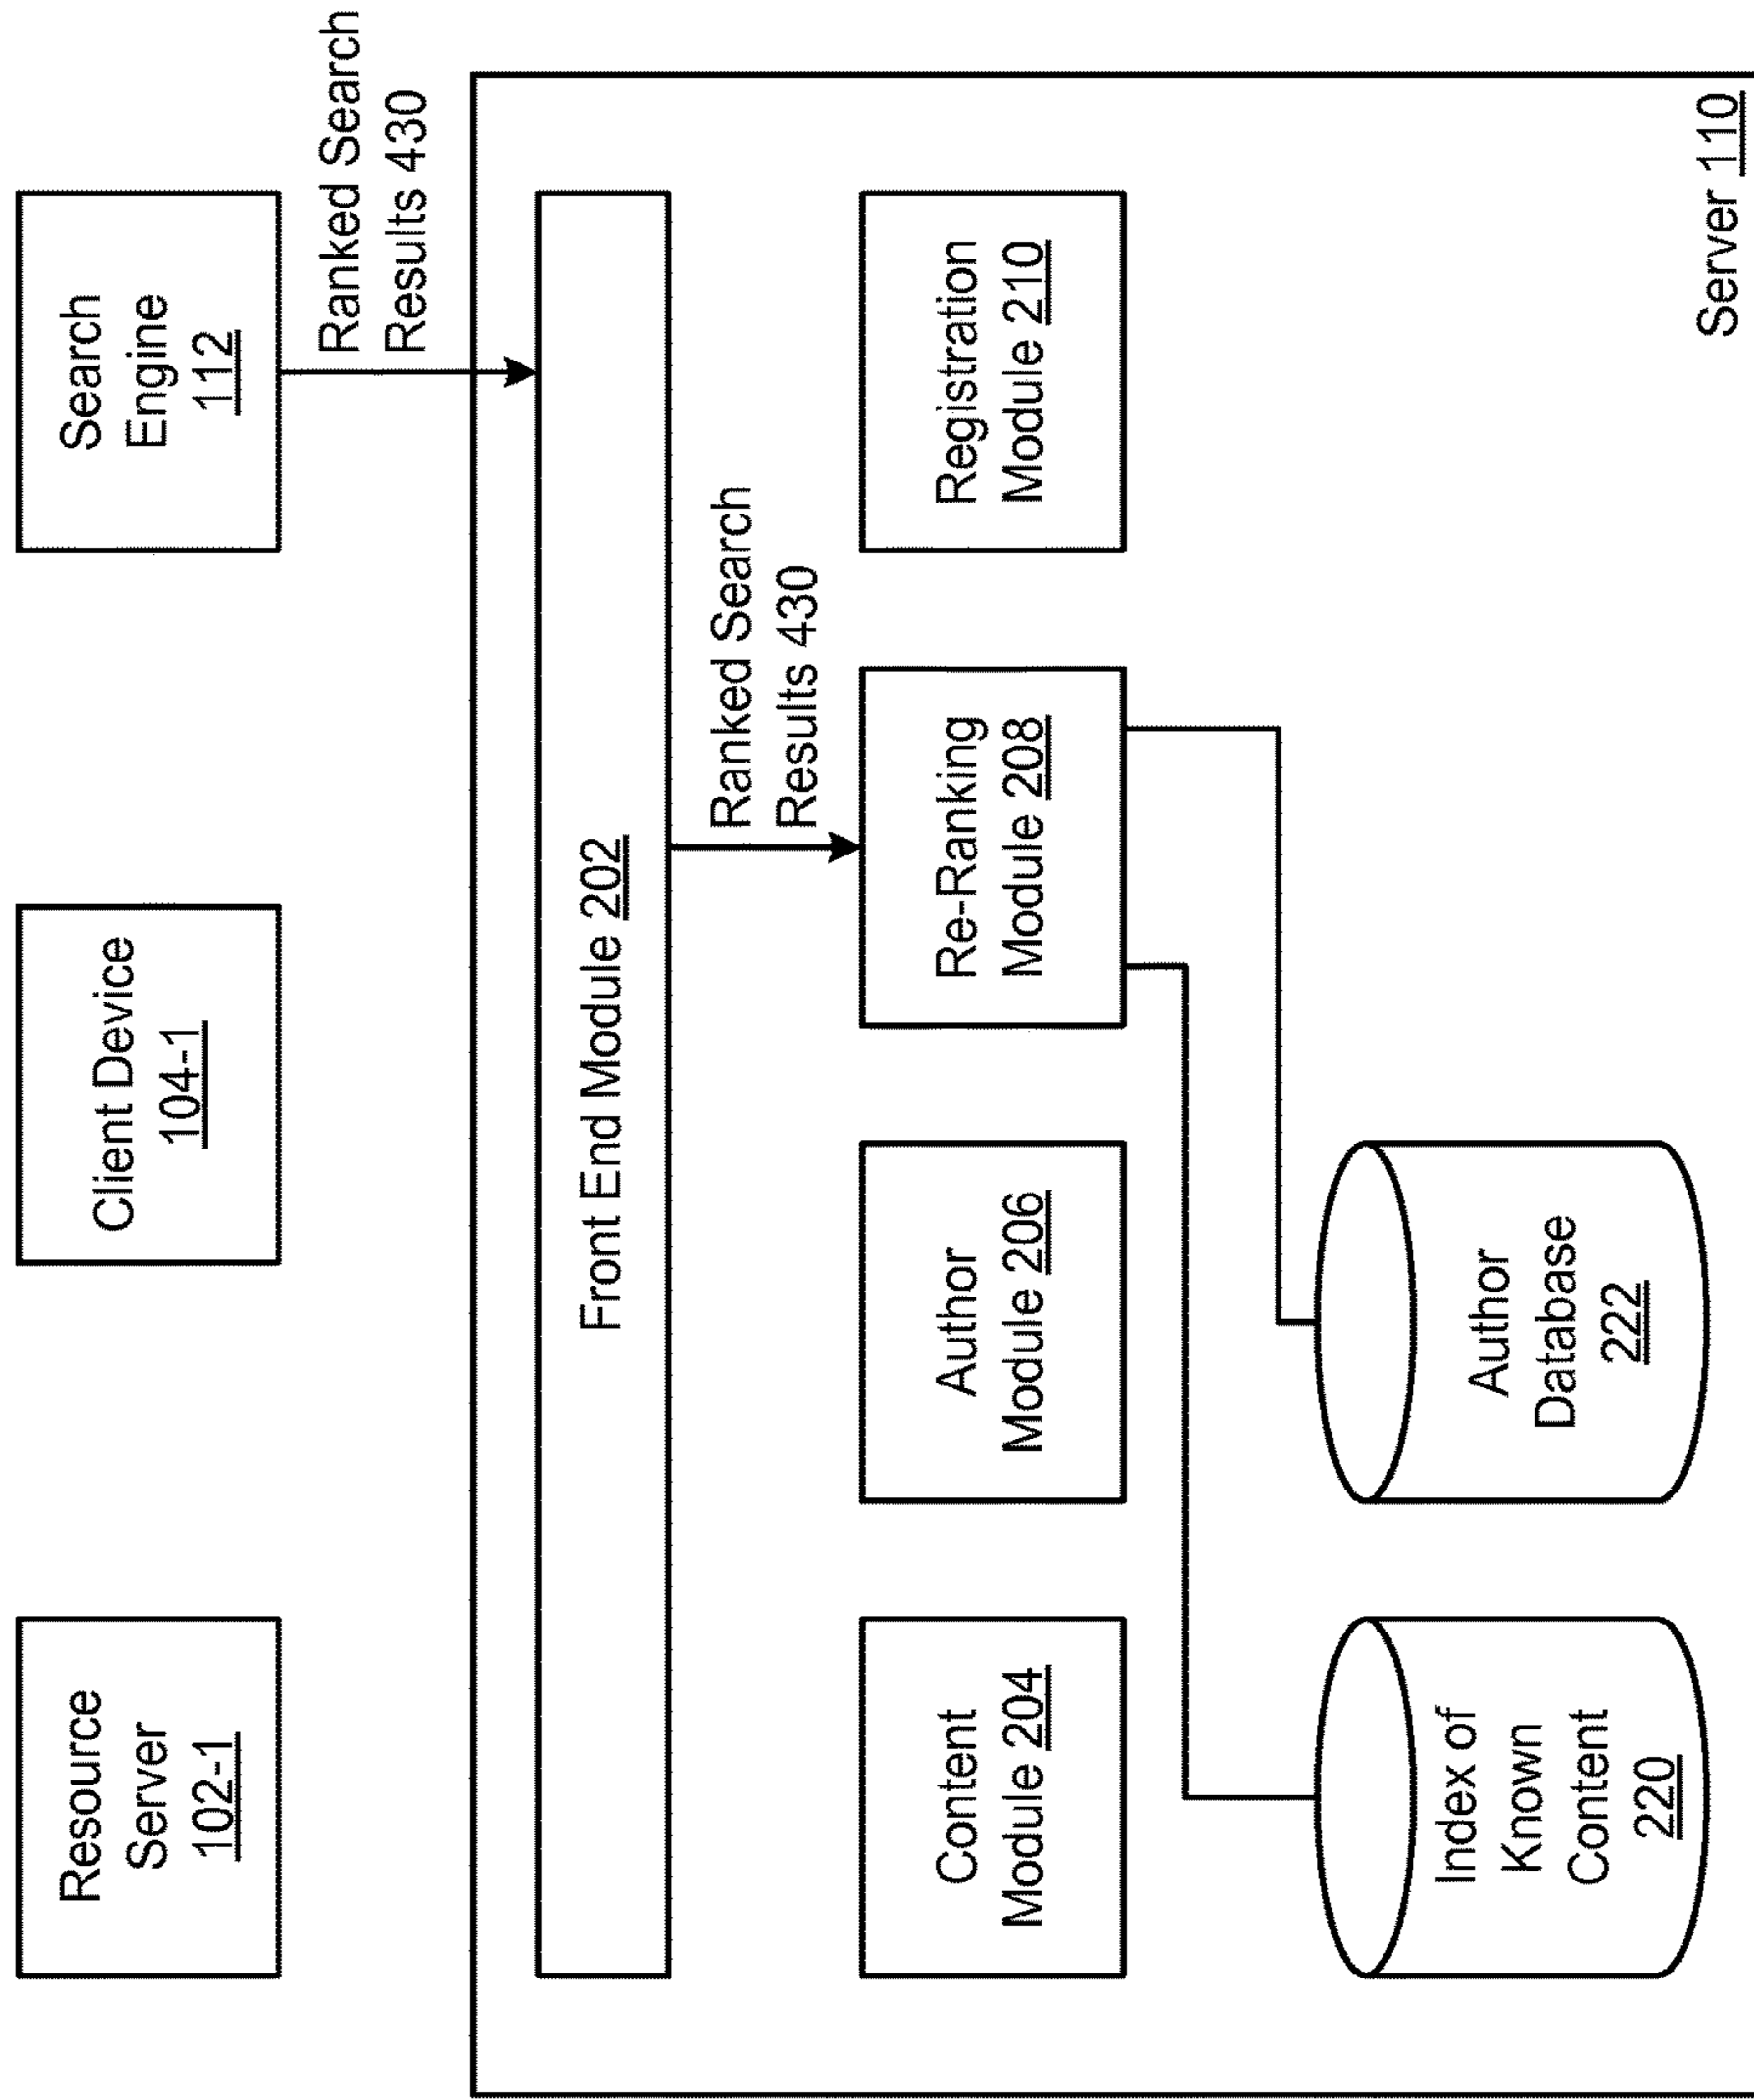 Resource
Server
102-1
Client Device
104-1
Search
Engine
112
Ranked Search
Results 430
Front End Module 202
Ranked Search
Results 430
Content
Module 204
Author
Module 206
Re-Ranking
Module 208
Registration
Module 210
Index of
Known
Content
220
Author
Database
222
Server 110